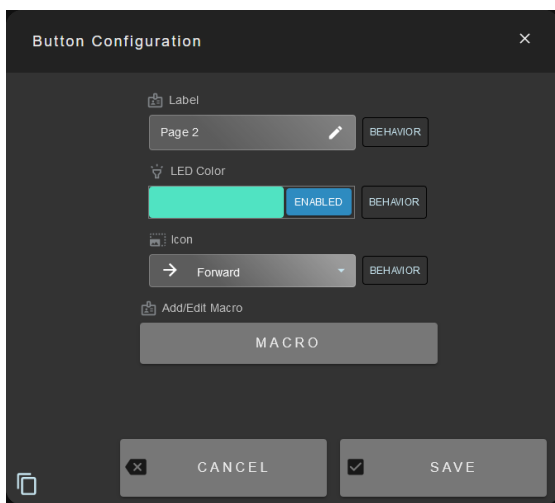 Button Configuration
Label
Page 2
BEHAVIOR
LED Color
ENABLED
BEHAVIOR
Icon
Forward
BEHAVIOR
Add/Edit Macro
MACRO
CANCEL
SAVE